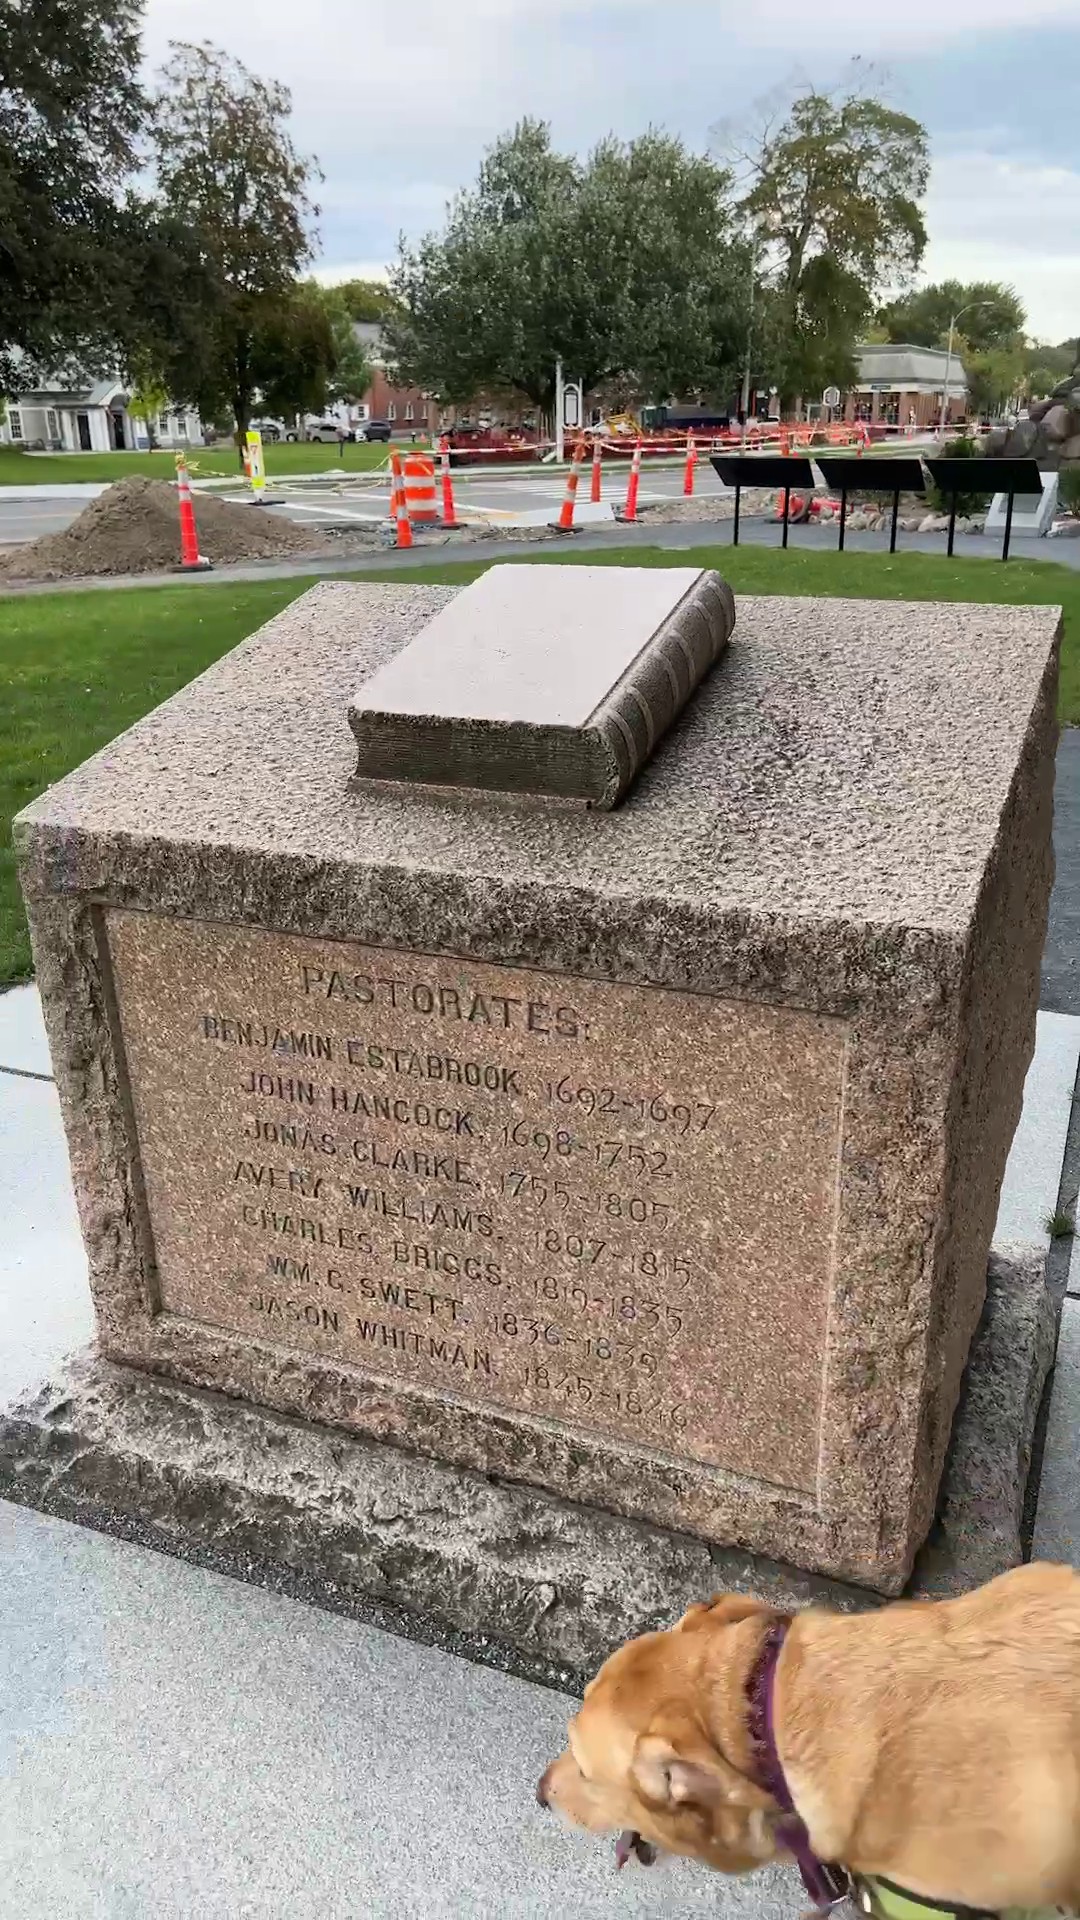 PASTORATES:
BENJAMIN ESTABROOK, 1692-1697
JOHN HANCOCK, 1698-1752
JONAS CLARKE, 1755-1805
AVERY WILLIAMS, 1807-1815
CHARLES BRIGGS, 1819-1835
WM. G. SWETT, 1836-1839
JASON WHITMAN, 1845-1846